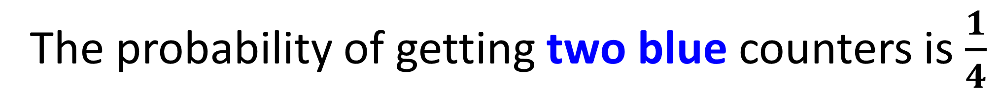 The probability of getting two blue counters is 1/4